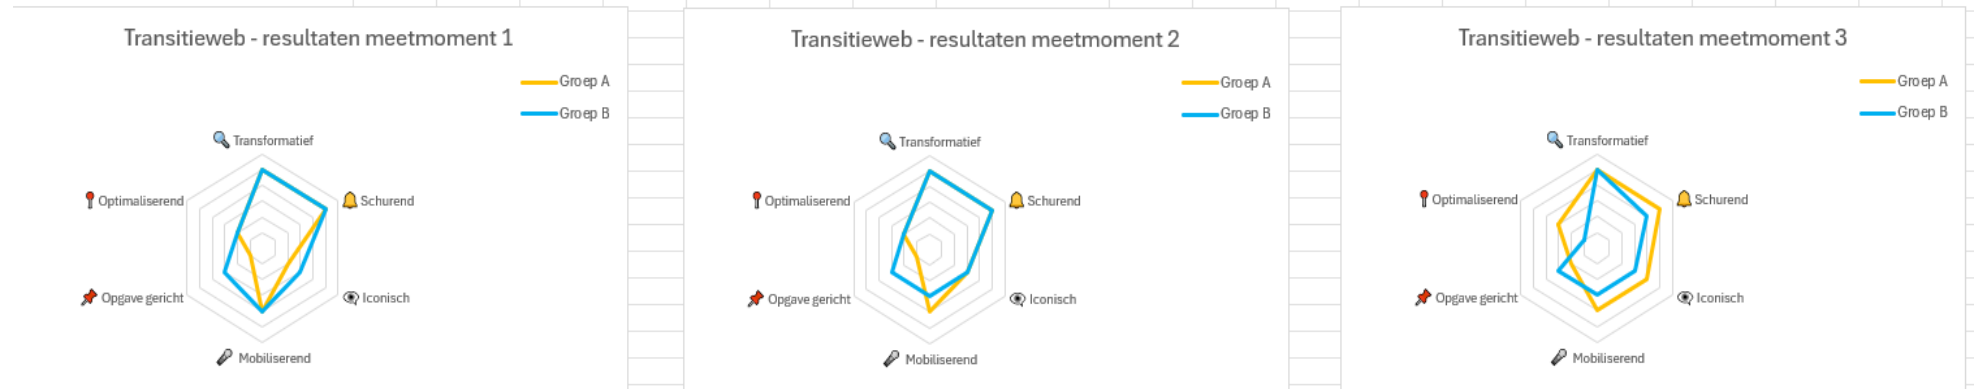 Transitieweb - resultaten meetmoment 1
Groep A
Groep B
Transformatief
Optimaliserend
Schurend
Opgave gericht
Iconisch
Mobiliserend
Transitieweb - resultaten meetmoment 2
Groep A
Groep B
Transformatief
Optimaliserend
Schurend
Opgave gericht
Iconisch
Mobiliserend
Transitieweb - resultaten meetmoment 3
Groep A
Groep B
Transformatief
Optimaliserend
Schurend
Opgave gericht
Iconisch
Mobiliserend